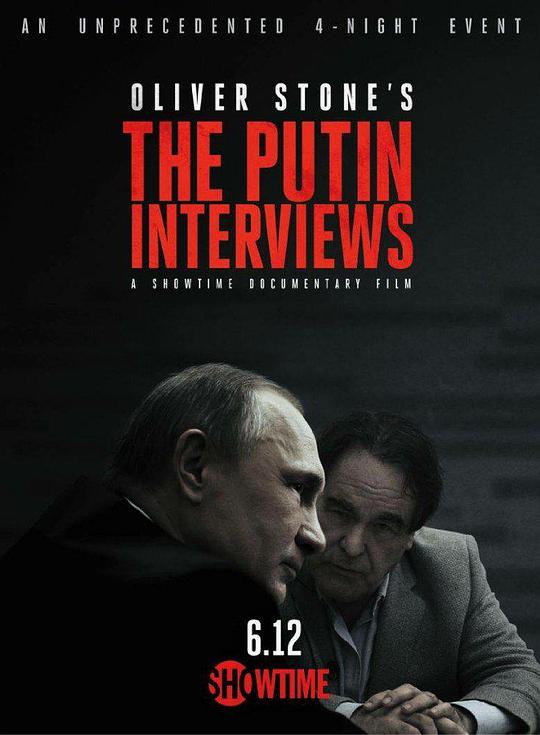 AN UNPRECEDENTED 4-NIGHT EVENT
OLIVER STONE'S
THE PUTIN
INTERVIEWS
A SHOWTIME DOCUMENTARY FILM
6.12
SHOWTIME